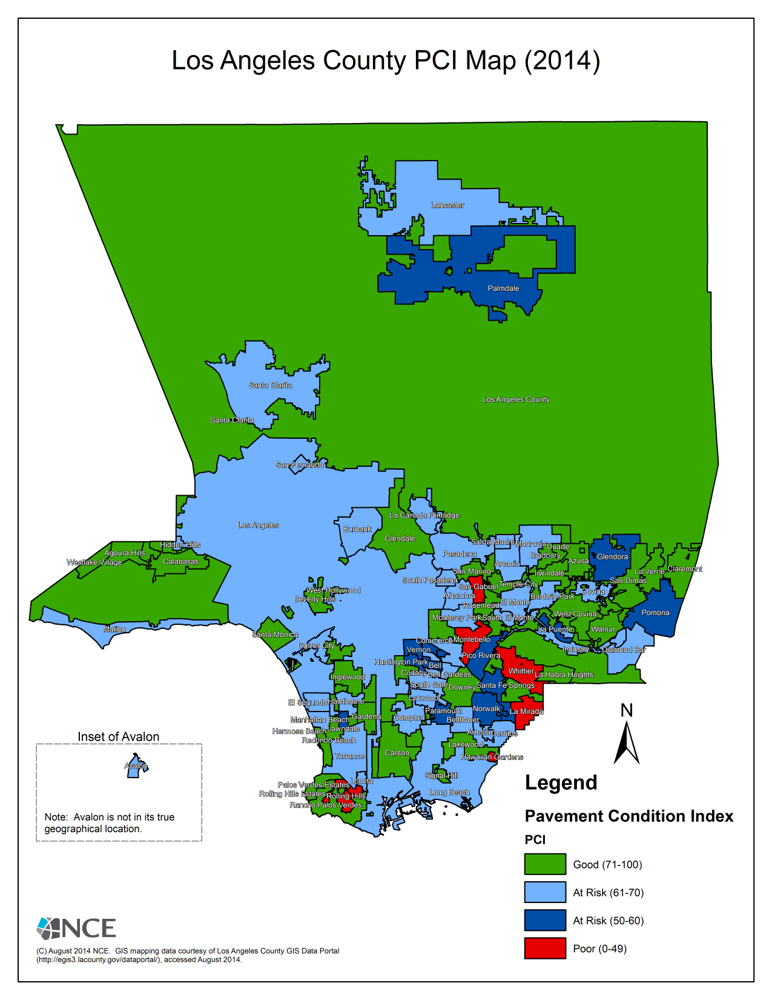 Los Angeles County PCI Map (2014)
Lancaster
Palmdale
Santa Clarita
Los Angeles County
Santa Clarita
San Fernando
La Canada Flintridge
Los Angeles
Burbank
Glendale
Sierra Madre
Monrovia
Hidden Hills
Duarte
Agoura Hills
Pasadena
Bradbury
Glendora
Westlake Village
Calabasas
Azusa
Arcadia
Claremont
San Marino
Irwindale
La Verne
South Pasadena
San Dimas
San Gabriel
Temple City
West Hollywood
Covina
Beverly Hills
Alhambra
Baldwin Park
El Monte
Rosemead
Pomona
West Covina
Monterey Park
South El Monte
Malibu
La Puente
Walnut
Santa Monica
Commerce
Montebello
Culver City
Vernon
Industry
Diamond Bar
Pico Rivera
Huntington Park
Bell
Whittier
Cudahy
Bell Gardens
La Habra Heights
Inglewood
South Gate
Downey
Santa Fe Springs
Lynwood
El Segundo
Hawthorne
Paramount
Norwalk
La Mirada
Gardena
Compton
Manhattan Beach
Bellflower
Hermosa Beach
Lawndale
Artesia
Cerritos
Redondo Beach
Lakewood
Torrance
Carson
Hawaiian Gardens
Signal Hill
Lomita
Palos Verdes Estates
Rolling Hills Estates
Rolling Hills
Long Beach
Rancho Palos Verdes
N
Inset of Avalon
Avalon
Note: Avalon is not in its true
geographical location.
Legend
Pavement Condition Index
PCI
Good (71-100)
At Risk (61-70)
At Risk (50-60)
Poor (0-49)
NCE
(C) August 2014 NCE. GIS mapping data courtesy of Los Angeles County GIS Data Portal
(http://egis3.lacounty.gov/dataportal/), accessed August 2014.